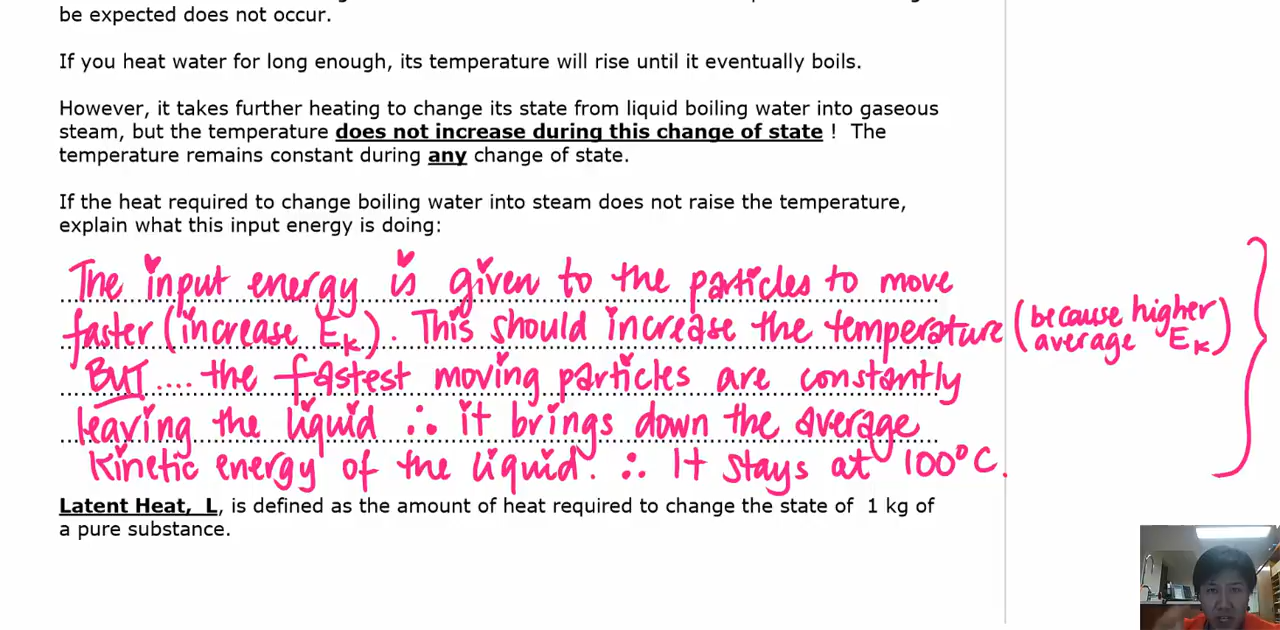 be expected does not occur.
If you heat water for long enough, its temperature will rise until it eventually boils.
However, it takes further heating to change its state from liquid boiling water into gaseous
steam, but the temperature does not increase during this change of state ! The
temperature remains constant during any change of state.
If the heat required to change boiling water into steam does not raise the temperature,
explain what this input energy is doing:
The input energy is given to the particles to move
faster (increase Ek). This should increase the temperature (because higher
average Ek)
BUT.... the fastest moving particles are constantly
leaving the liquid ∴ it brings down the average
kinetic energy of the liquid. ∴ It stays at 100°C.
Latent Heat, L, is defined as the amount of heat required to change the state of 1 kg of
a pure substance.